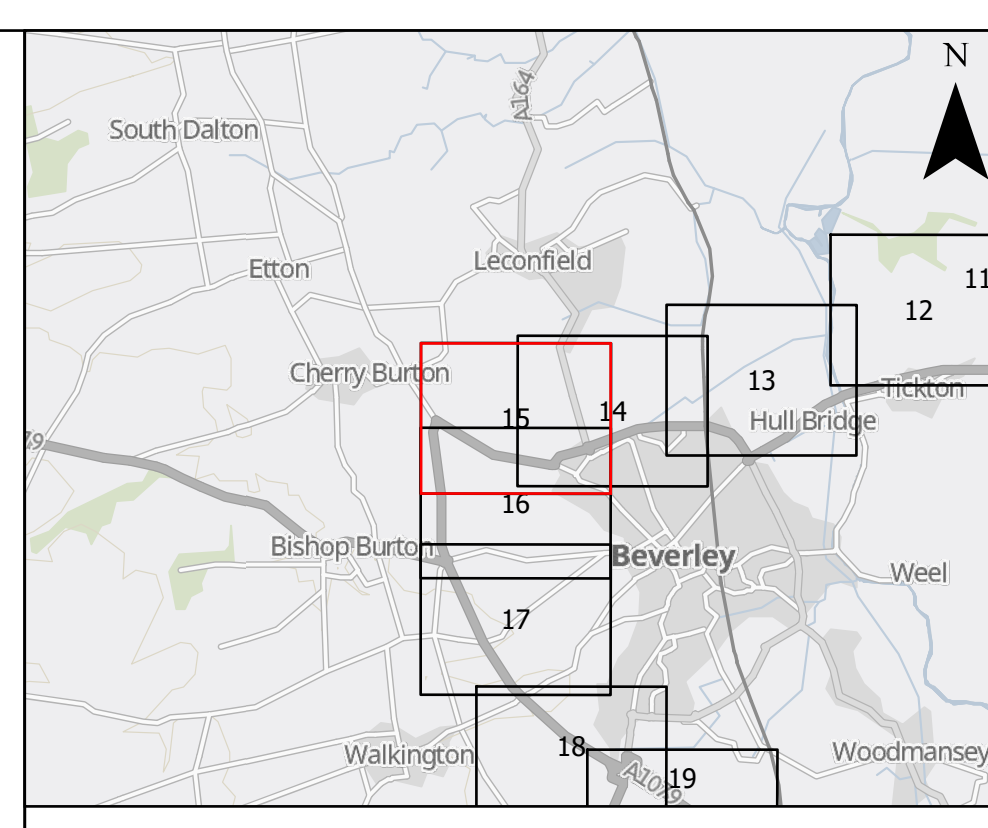 N
A164
South Dalton
Leconfield
Etton
11
12
Cherry Burton
13
Tickton
15
14
Hull Bridge
79
16
Bishop Burton
Beverley
Weel
17
Walkington
18
Woodmansey
A1079
19